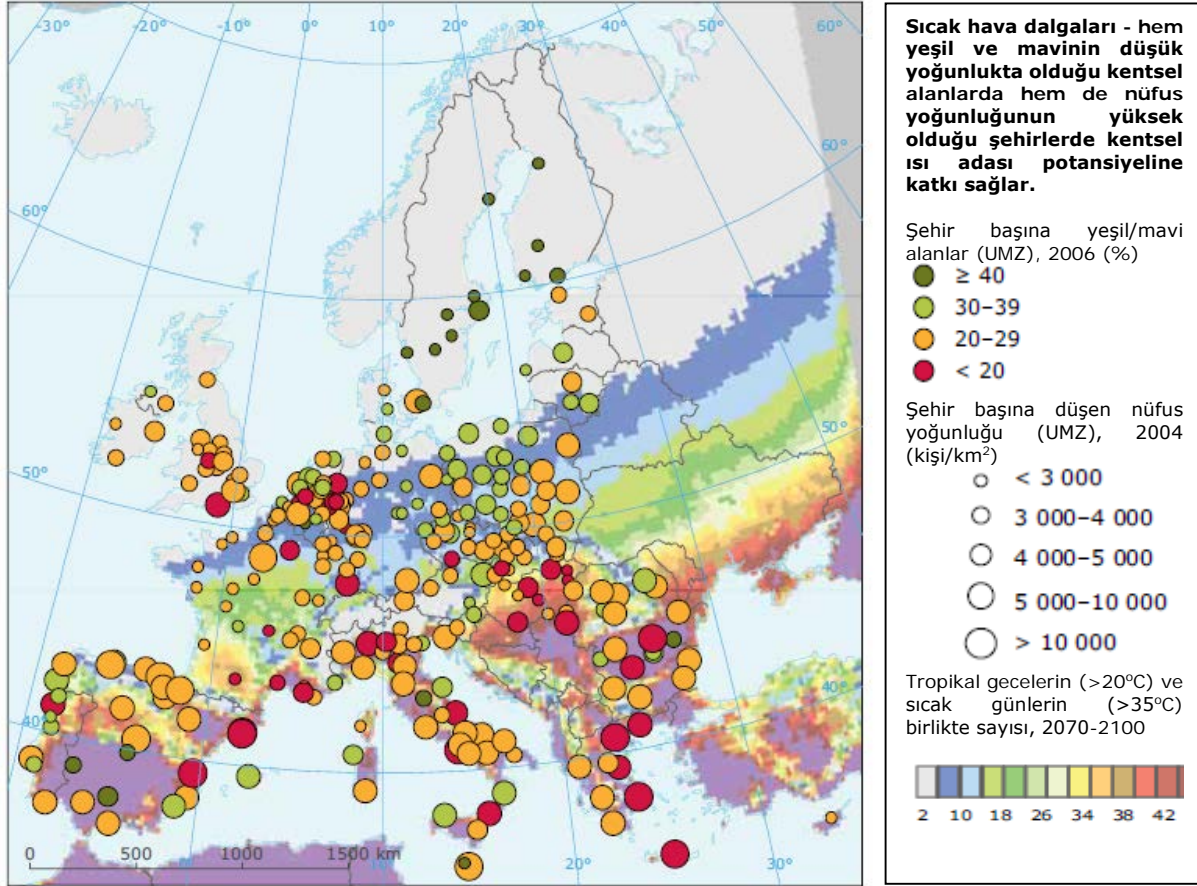 -30° -20° -10° 0° 10° 20° 30° 40° 50° 60°
60°
60°
50°
50°
40°
40°
0 500 1000 1500 km
0° 10° 20° 30°
Sıcak hava dalgaları - hem
yeşil ve mavinin düşük
yoğunlukta olduğu kentsel
alanlarda hem de nüfus
yoğunluğunun yüksek
olduğu şehirlerde kentsel
ısı adası potansiyeline
katkı sağlar.
Şehir başına yeşil/mavi
alanlar (UMZ), 2006 (%)
≥ 40
30–39
20–29
< 20
Şehir başına düşen nüfus
yoğunluğu (UMZ), 2004
(kişi/km²)
< 3 000
3 000–4 000
4 000–5 000
5 000–10 000
> 10 000
Tropikal gecelerin (>20ºC) ve
sıcak günlerin (>35ºC)
birlikte sayısı, 2070-2100
2 10 18 26 34 38 42